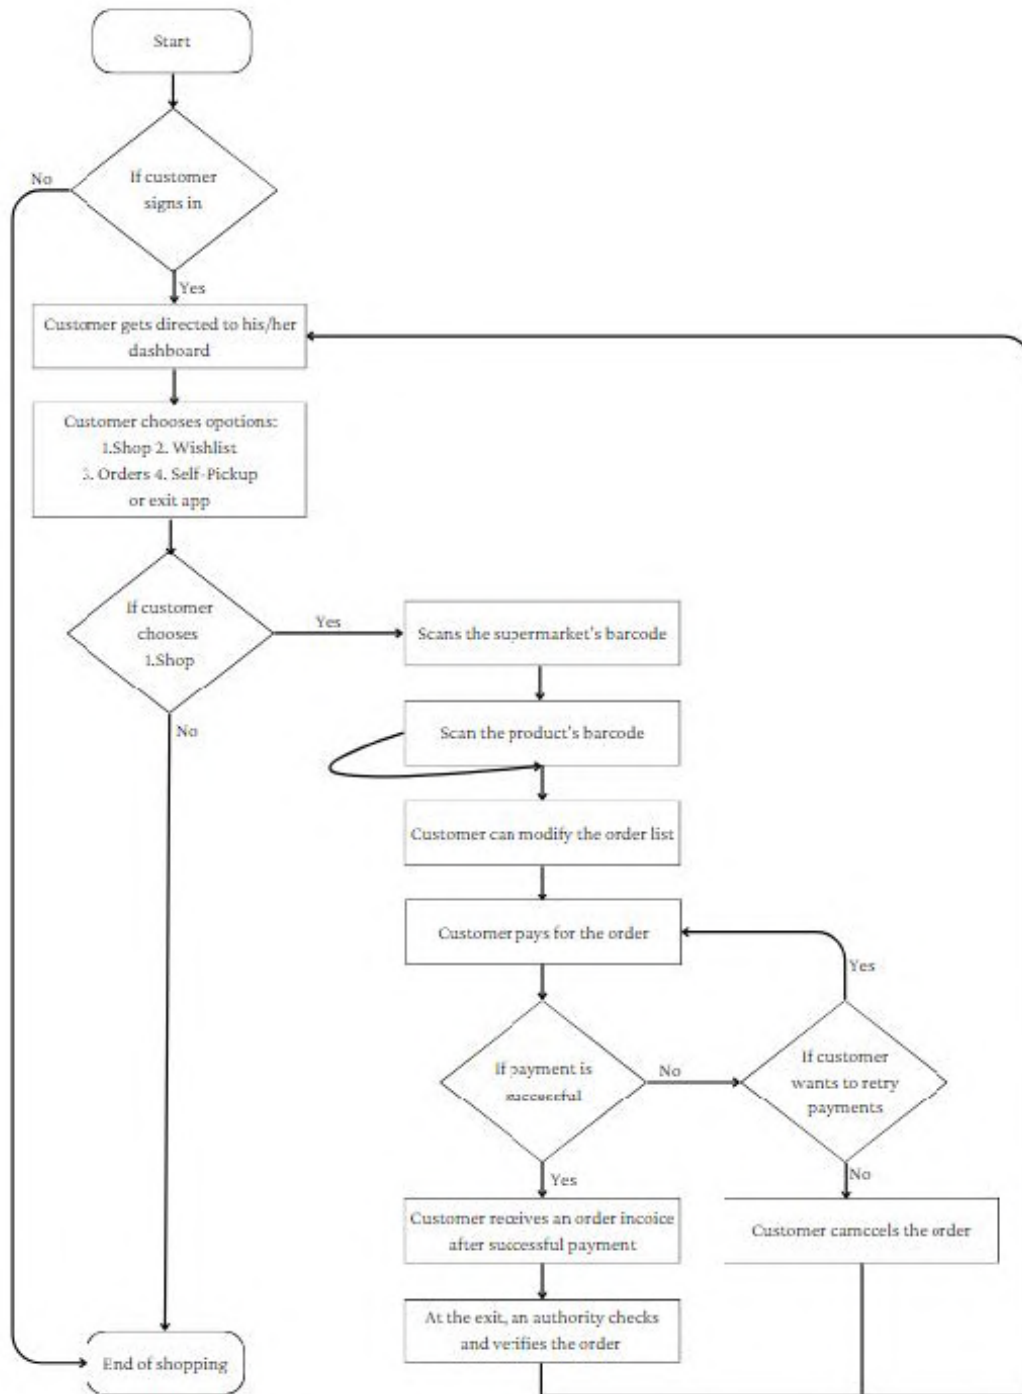 Start
If customer
signs in
No
Yes
Customer gets directed to his/her
dashboard
Customer chooses opotions:
1.Shop 2. Wishlist
3. Orders 4. Self-Pickup
or exit app
If customer
chooses
1.Shop
Yes
No
Scans the supermarket's barcode
Scan the product's barcode
Customer can modify the order list
Customer pays for the order
Yes
If payment is
successful
No
If customer
wants to retry
payments
Yes
No
Customer receives an order incoice
after successful payment
Customer camccels the order
At the exit, an authority checks
and verifies the order
End of shopping